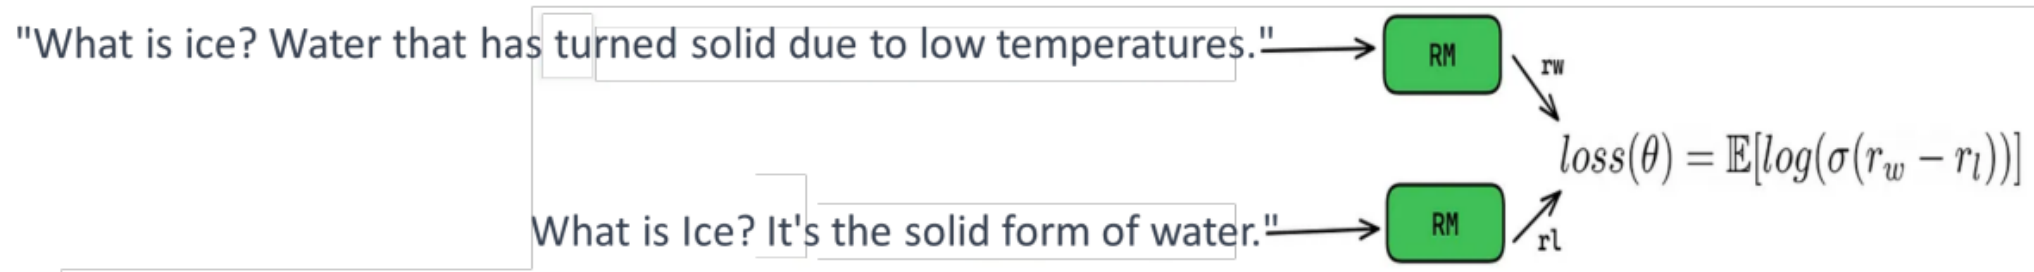 "What is ice? Water that has turned solid due to low temperatures."
RM
rw
loss(θ) = 𝔼[log(σ(r_w − r_l))]
What is Ice? It's the solid form of water."
RM
rl